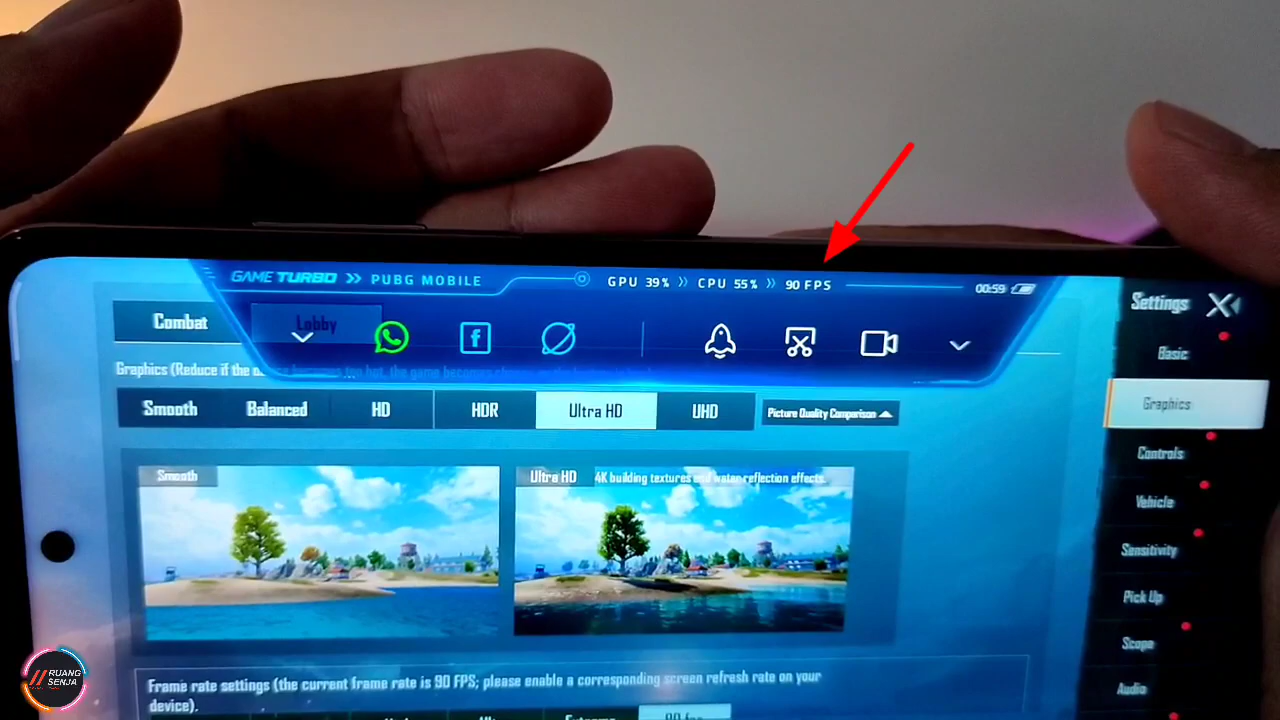 GAME TURBO >> PUBG MOBILE
GPU 39% >> CPU 55% >> 90 FPS
00:59
Settings
Combat
Lobby
Basic
Graphics (Reduce if the
Graphics
Smooth Balanced HD HDR Ultra HD UHD Picture Quality Comparison
Controls
Smooth
Ultra HD 4K building textures and water reflection effects.
Vehicle
Sensitivity
Pick Up
Scope
Audio
Frame rate settings (the current frame rate is 90 FPS; please enable a corresponding screen refresh rate on your
device).
Extreme 90 fps
RUANG
SENJA